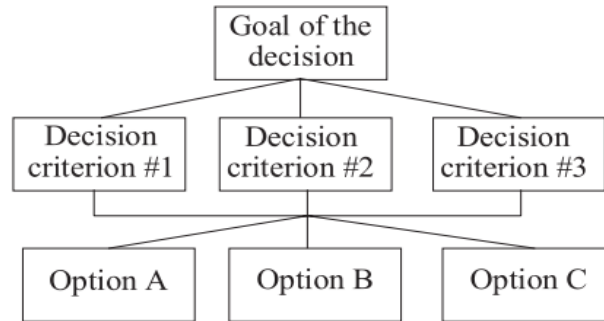 Goal of the
decision
Decision
criterion #1
Decision
criterion #2
Decision
criterion #3
Option A
Option B
Option C